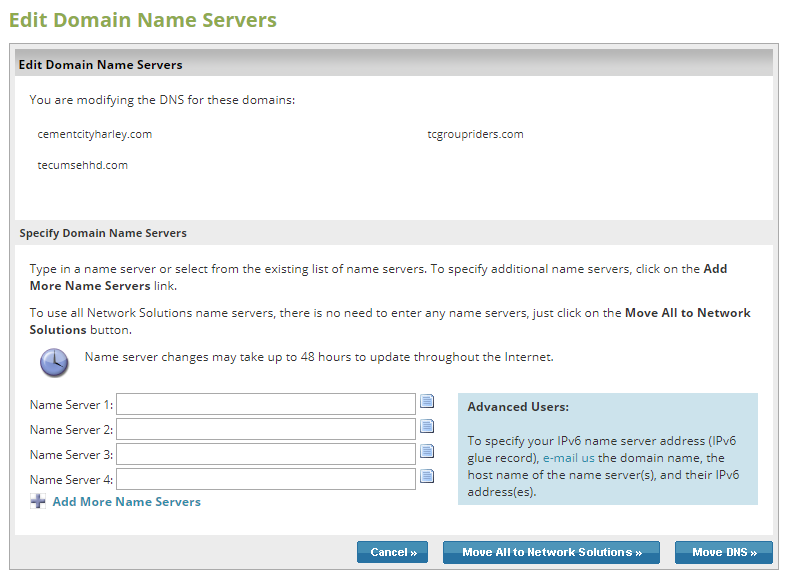 Edit Domain Name Servers
Edit Domain Name Servers
You are modifying the DNS for these domains:
cementcityharley.com
tcgroupriders.com
tecumsehhd.com
Specify Domain Name Servers
Type in a name server or select from the existing list of name servers. To specify additional name servers, click on the Add
More Name Servers link.
To use all Network Solutions name servers, there is no need to enter any name servers, just click on the Move All to Network
Solutions button.
Name server changes may take up to 48 hours to update throughout the Internet.
Name Server 1:
Name Server 2:
Name Server 3:
Name Server 4:
Add More Name Servers
Advanced Users:
To specify your IPv6 name server address (IPv6
glue record), e-mail us the domain name, the
host name of the name server(s), and their IPv6
address(es).
Cancel »
Move All to Network Solutions »
Move DNS »